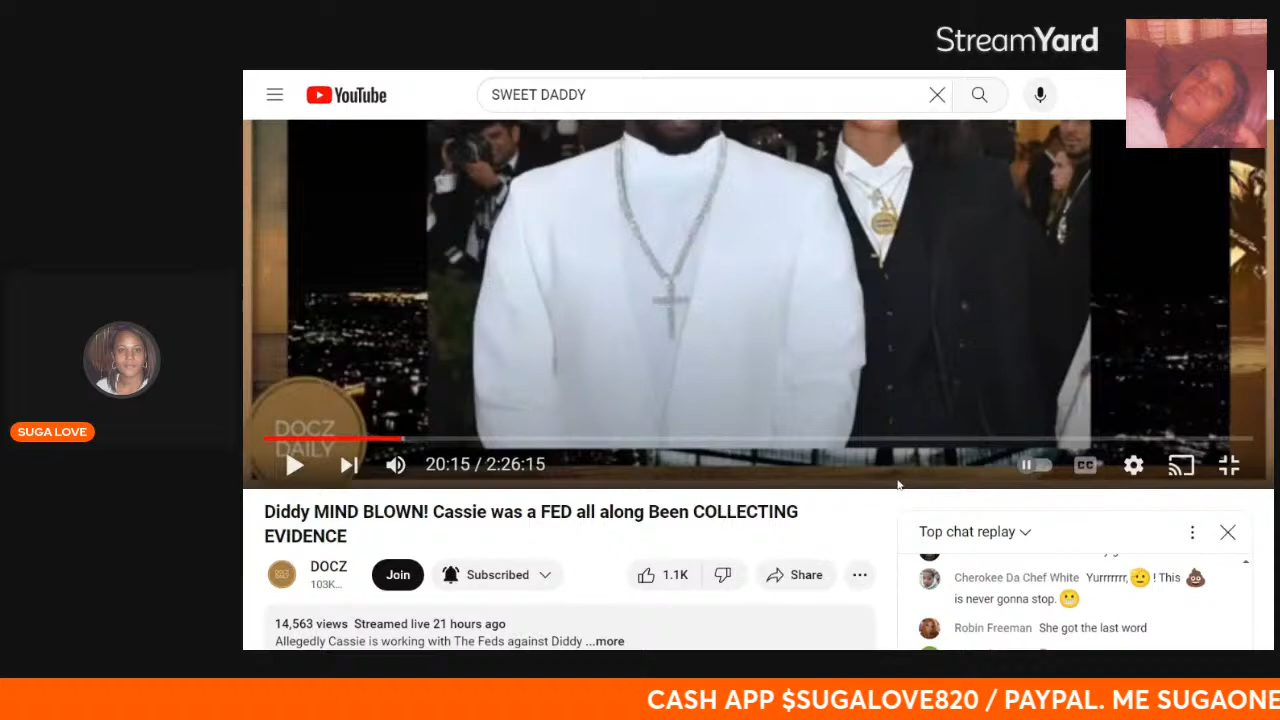 StreamYard
YouTube
SWEET DADDY
DOCZ
DAILY
20:15 / 2:26:15
CC
SUGA LOVE
Diddy MIND BLOWN! Cassie was a FED all along Been COLLECTING
EVIDENCE
DOCZ
103K...
Join
Subscribed
1.1K
Share
14,563 views Streamed live 21 hours ago
Allegedly Cassie is working with The Feds against Diddy ...more
Top chat replay
Cherokee Da Chef White Yurrrrrrr, 🫡 ! This 💩
is never gonna stop. 😬
Robin Freeman She got the last word
CASH APP $SUGALOVE820 / PAYPAL. ME SUGAONE